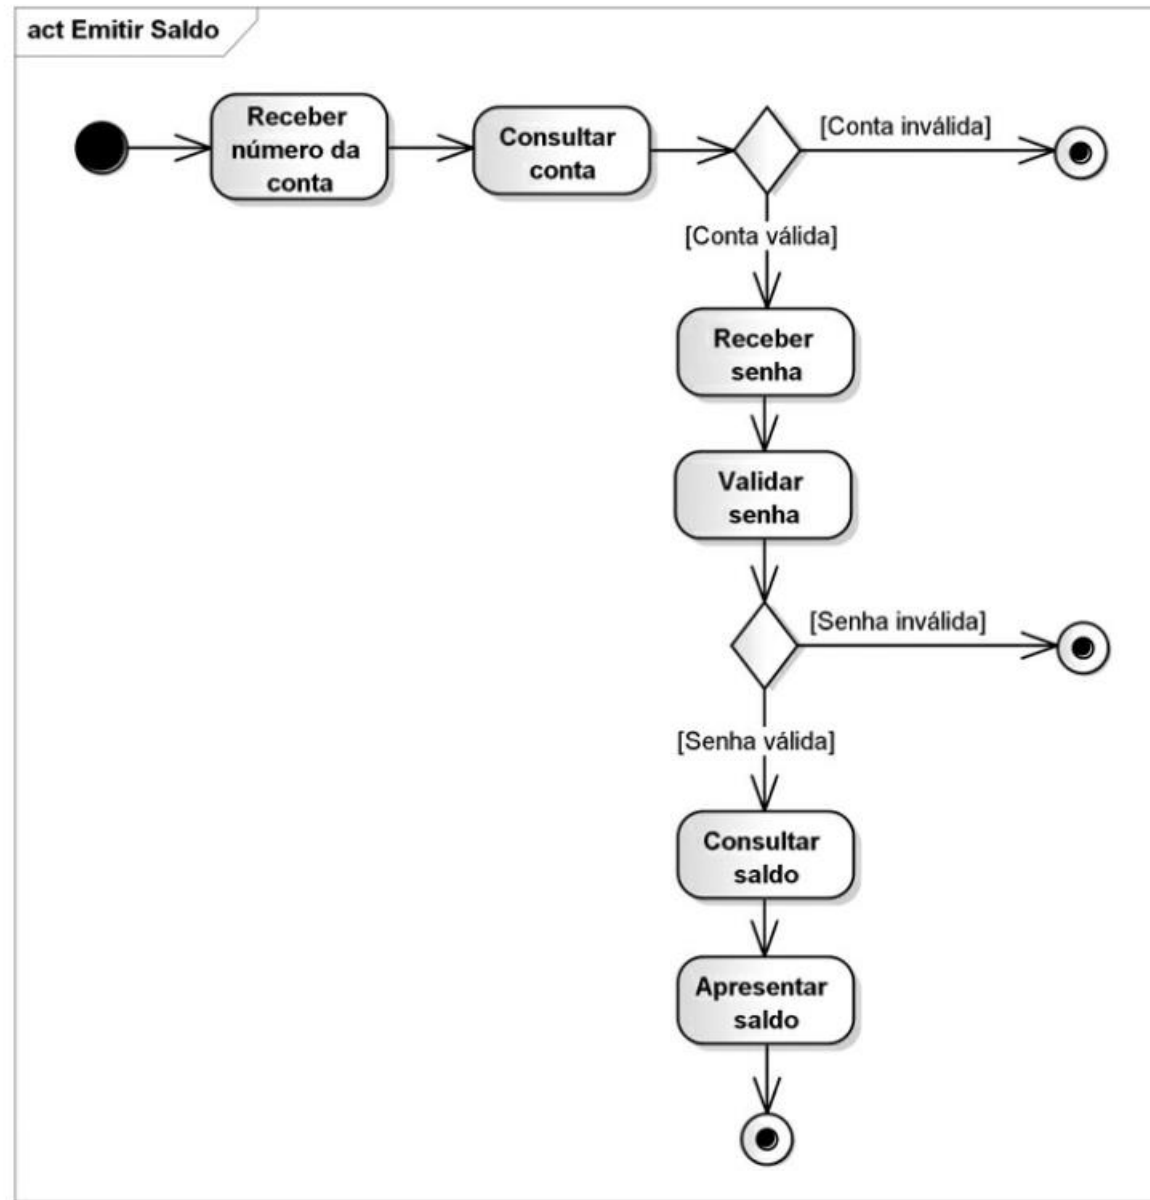 act Emitir Saldo
Receber
número da
conta
Consultar
conta
[Conta inválida]
[Conta válida]
Receber
senha
Validar
senha
[Senha inválida]
[Senha válida]
Consultar
saldo
Apresentar
saldo